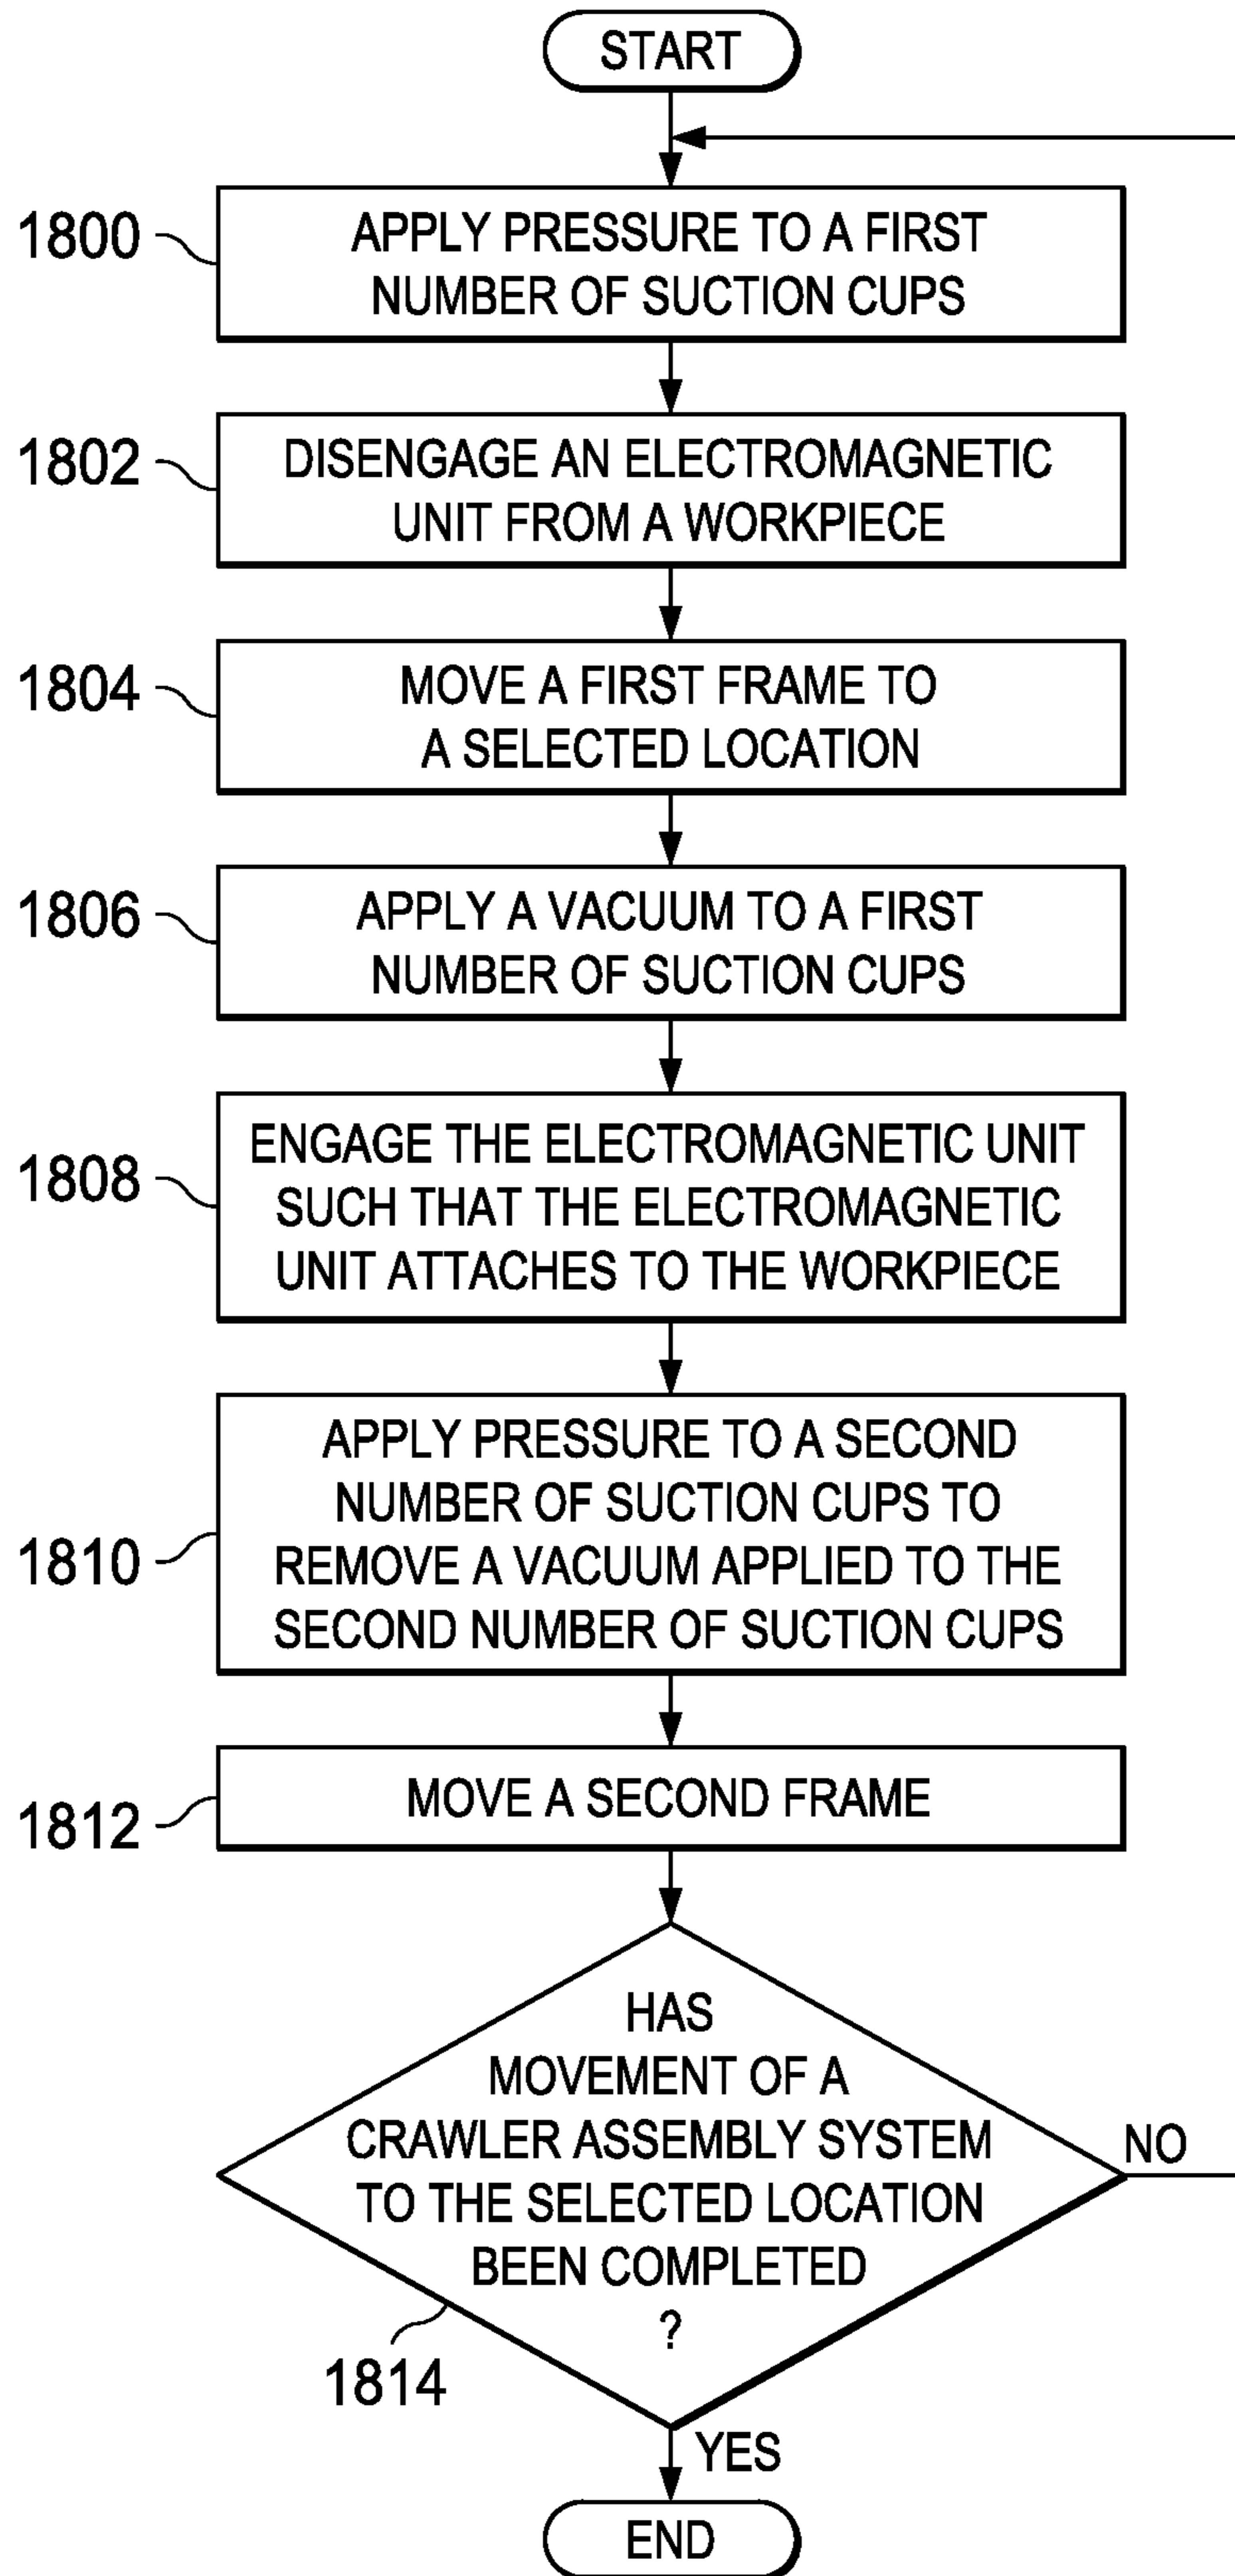 START
1800
APPLY PRESSURE TO A FIRST
NUMBER OF SUCTION CUPS
1802
DISENGAGE AN ELECTROMAGNETIC
UNIT FROM A WORKPIECE
1804
MOVE A FIRST FRAME TO
A SELECTED LOCATION
1806
APPLY A VACUUM TO A FIRST
NUMBER OF SUCTION CUPS
1808
ENGAGE THE ELECTROMAGNETIC UNIT
SUCH THAT THE ELECTROMAGNETIC
UNIT ATTACHES TO THE WORKPIECE
1810
APPLY PRESSURE TO A SECOND
NUMBER OF SUCTION CUPS TO
REMOVE A VACUUM APPLIED TO THE
SECOND NUMBER OF SUCTION CUPS
1812
MOVE A SECOND FRAME
HAS
MOVEMENT OF A
CRAWLER ASSEMBLY SYSTEM
TO THE SELECTED LOCATION
BEEN COMPLETED
?
NO
1814
YES
END